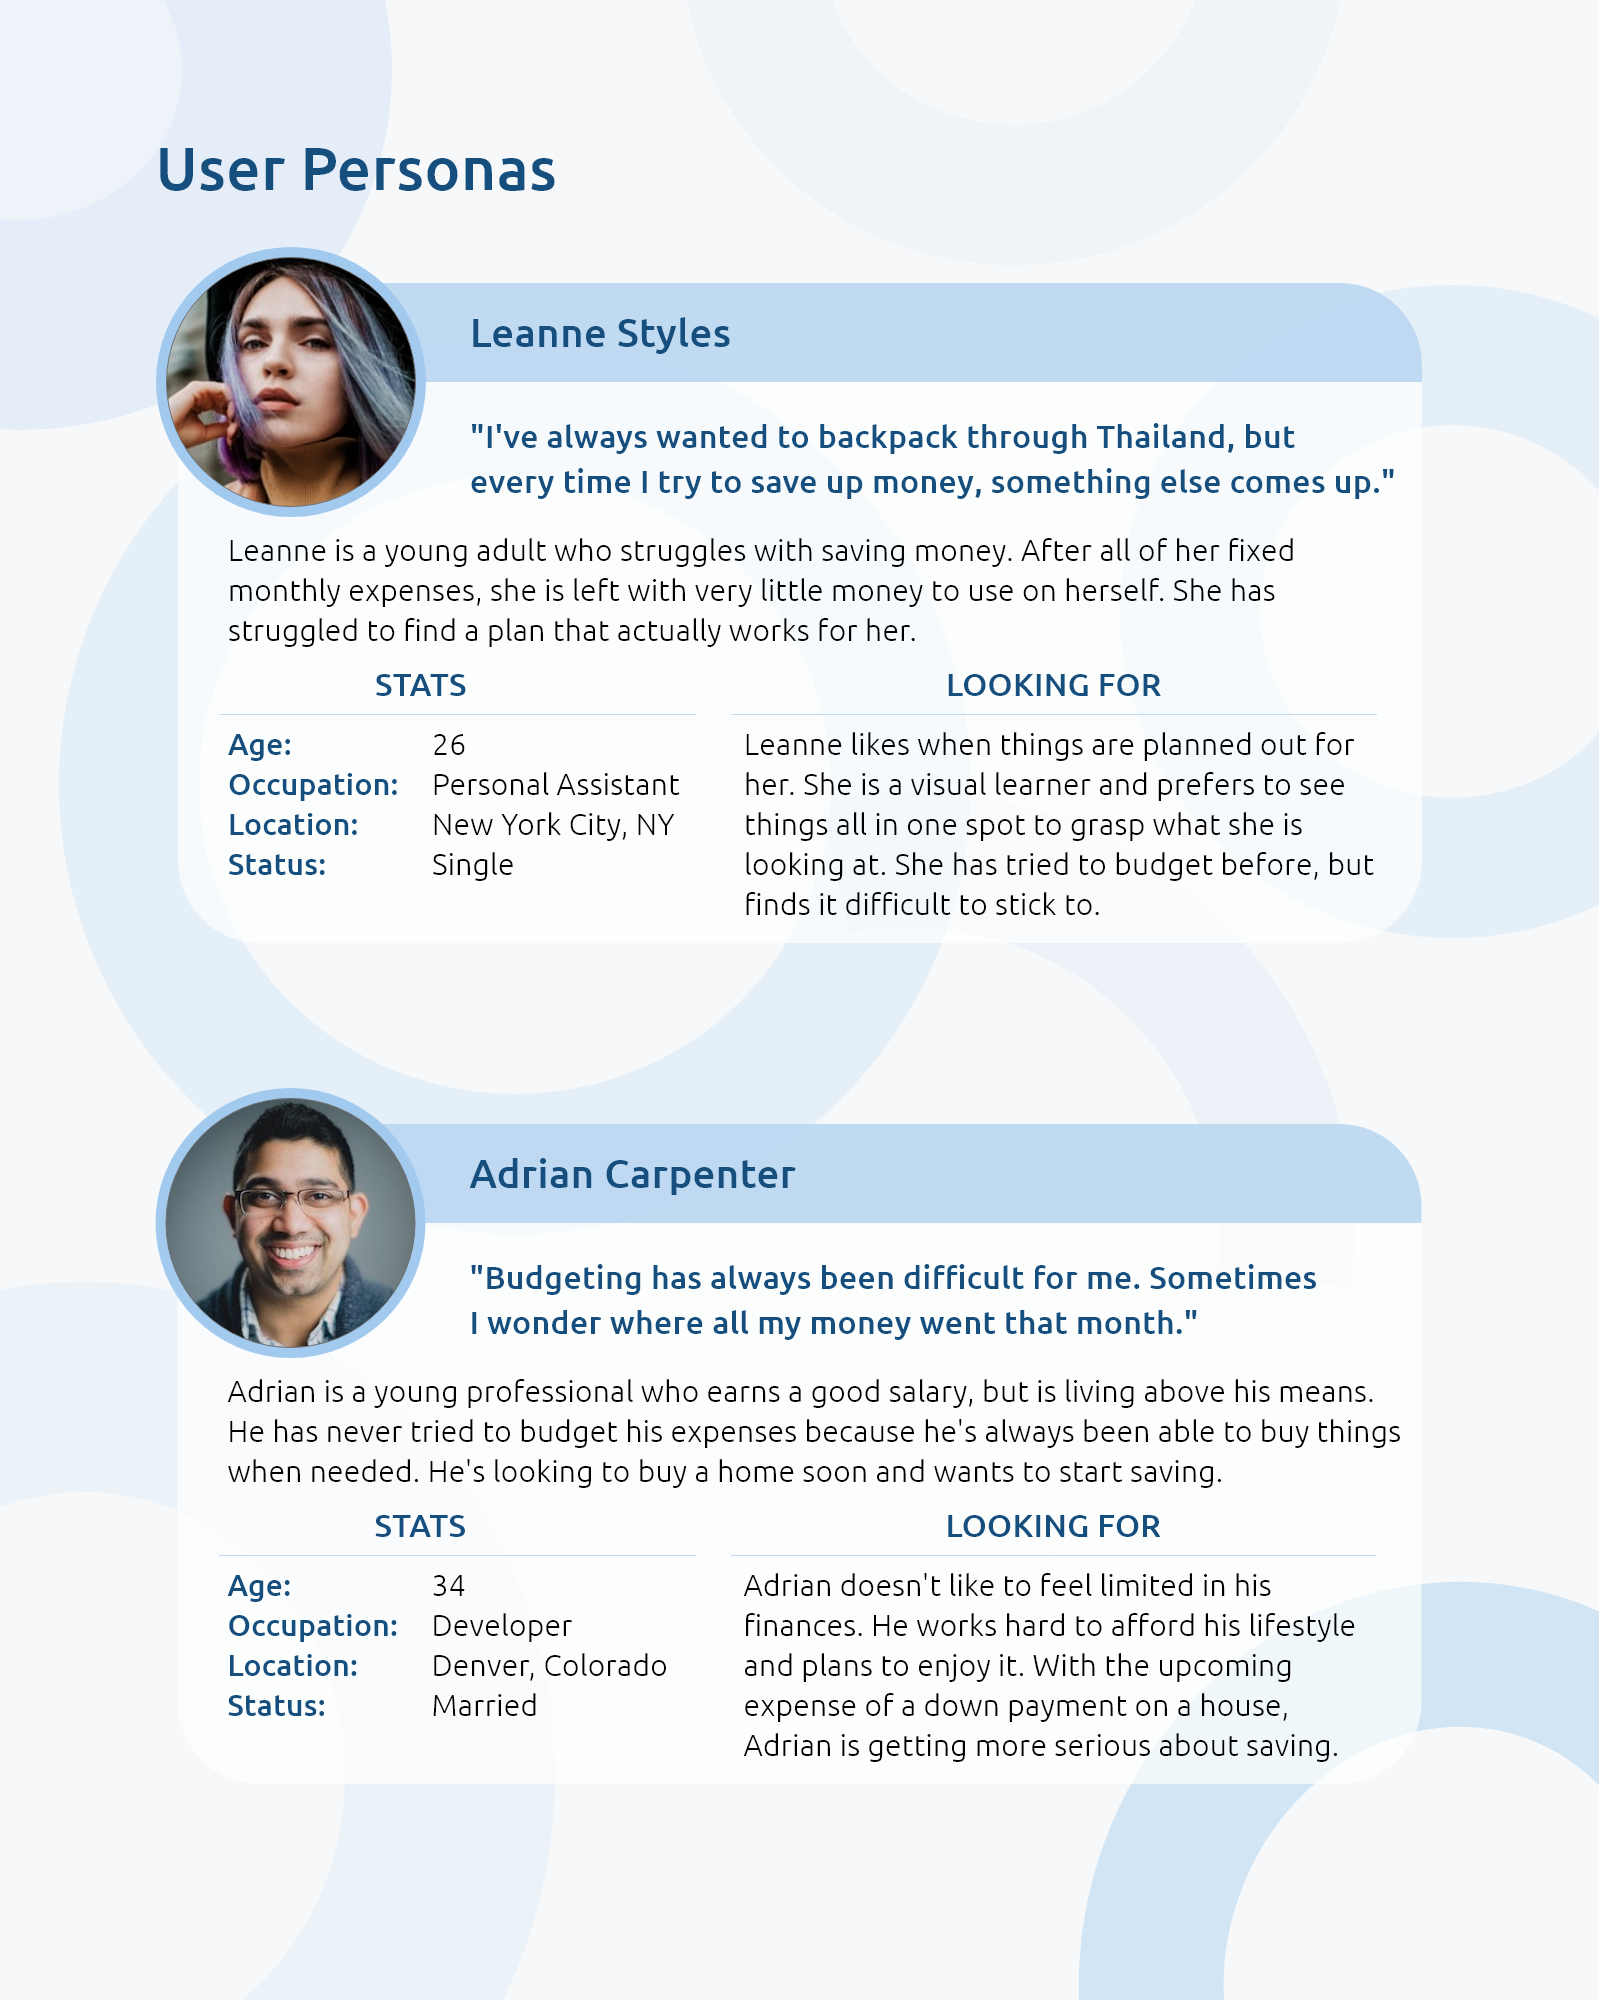 User Personas
Leanne Styles
"I've always wanted to backpack through Thailand, but
every time I try to save up money, something else comes up."
Leanne is a young adult who struggles with saving money. After all of her fixed
monthly expenses, she is left with very little money to use on herself. She has
struggled to find a plan that actually works for her.
STATS
Age: 26
Occupation: Personal Assistant
Location: New York City, NY
Status: Single
LOOKING FOR
Leanne likes when things are planned out for
her. She is a visual learner and prefers to see
things all in one spot to grasp what she is
looking at. She has tried to budget before, but
finds it difficult to stick to.
Adrian Carpenter
"Budgeting has always been difficult for me. Sometimes
I wonder where all my money went that month."
Adrian is a young professional who earns a good salary, but is living above his means.
He has never tried to budget his expenses because he's always been able to buy things
when needed. He's looking to buy a home soon and wants to start saving.
STATS
Age: 34
Occupation: Developer
Location: Denver, Colorado
Status: Married
LOOKING FOR
Adrian doesn't like to feel limited in his
finances. He works hard to afford his lifestyle
and plans to enjoy it. With the upcoming
expense of a down payment on a house,
Adrian is getting more serious about saving.